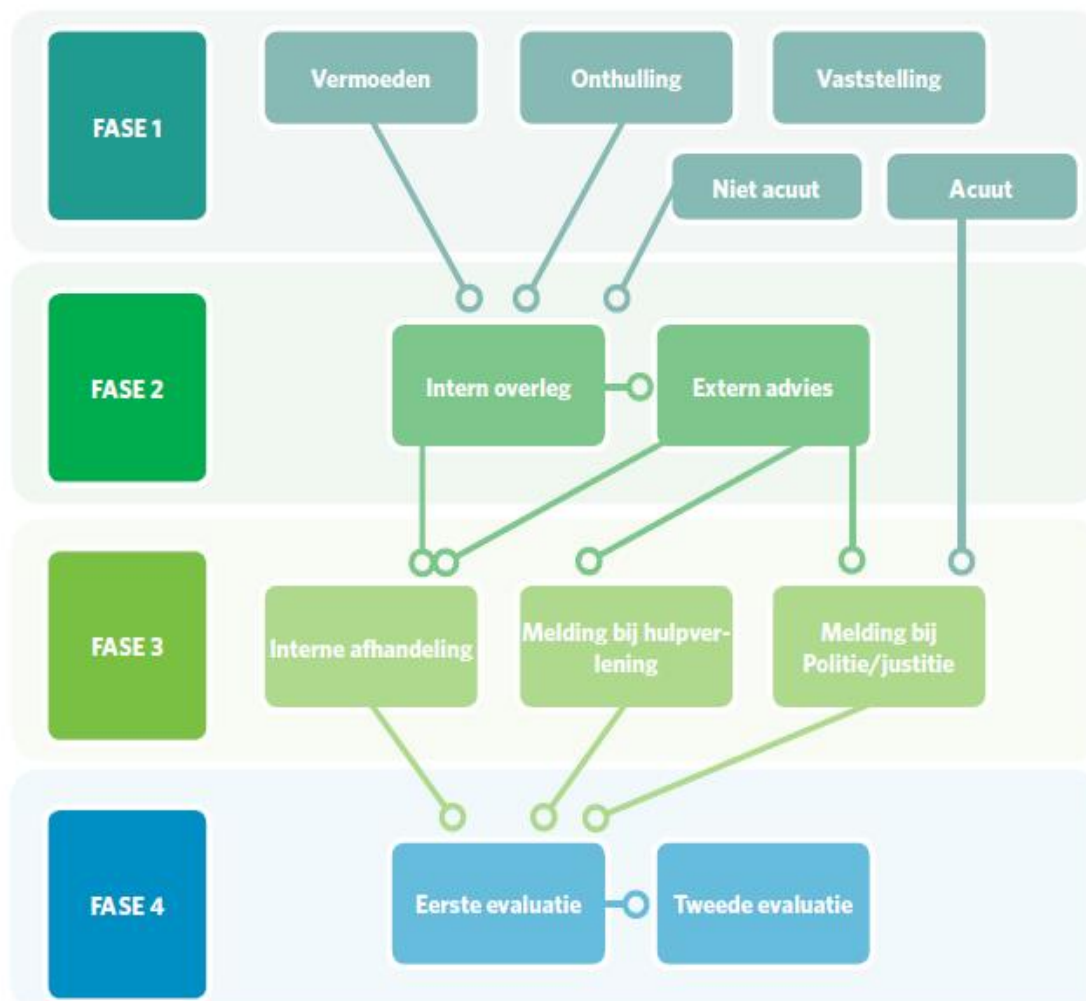 FASE 1
Vermoeden
Onthulling
Vaststelling
Niet acuut
Acuut
FASE 2
Intern overleg
Extern advies
FASE 3
Interne afhandeling
Melding bij hulpver-
lening
Melding bij
Politie/justitie
FASE 4
Eerste evaluatie
Tweede evaluatie